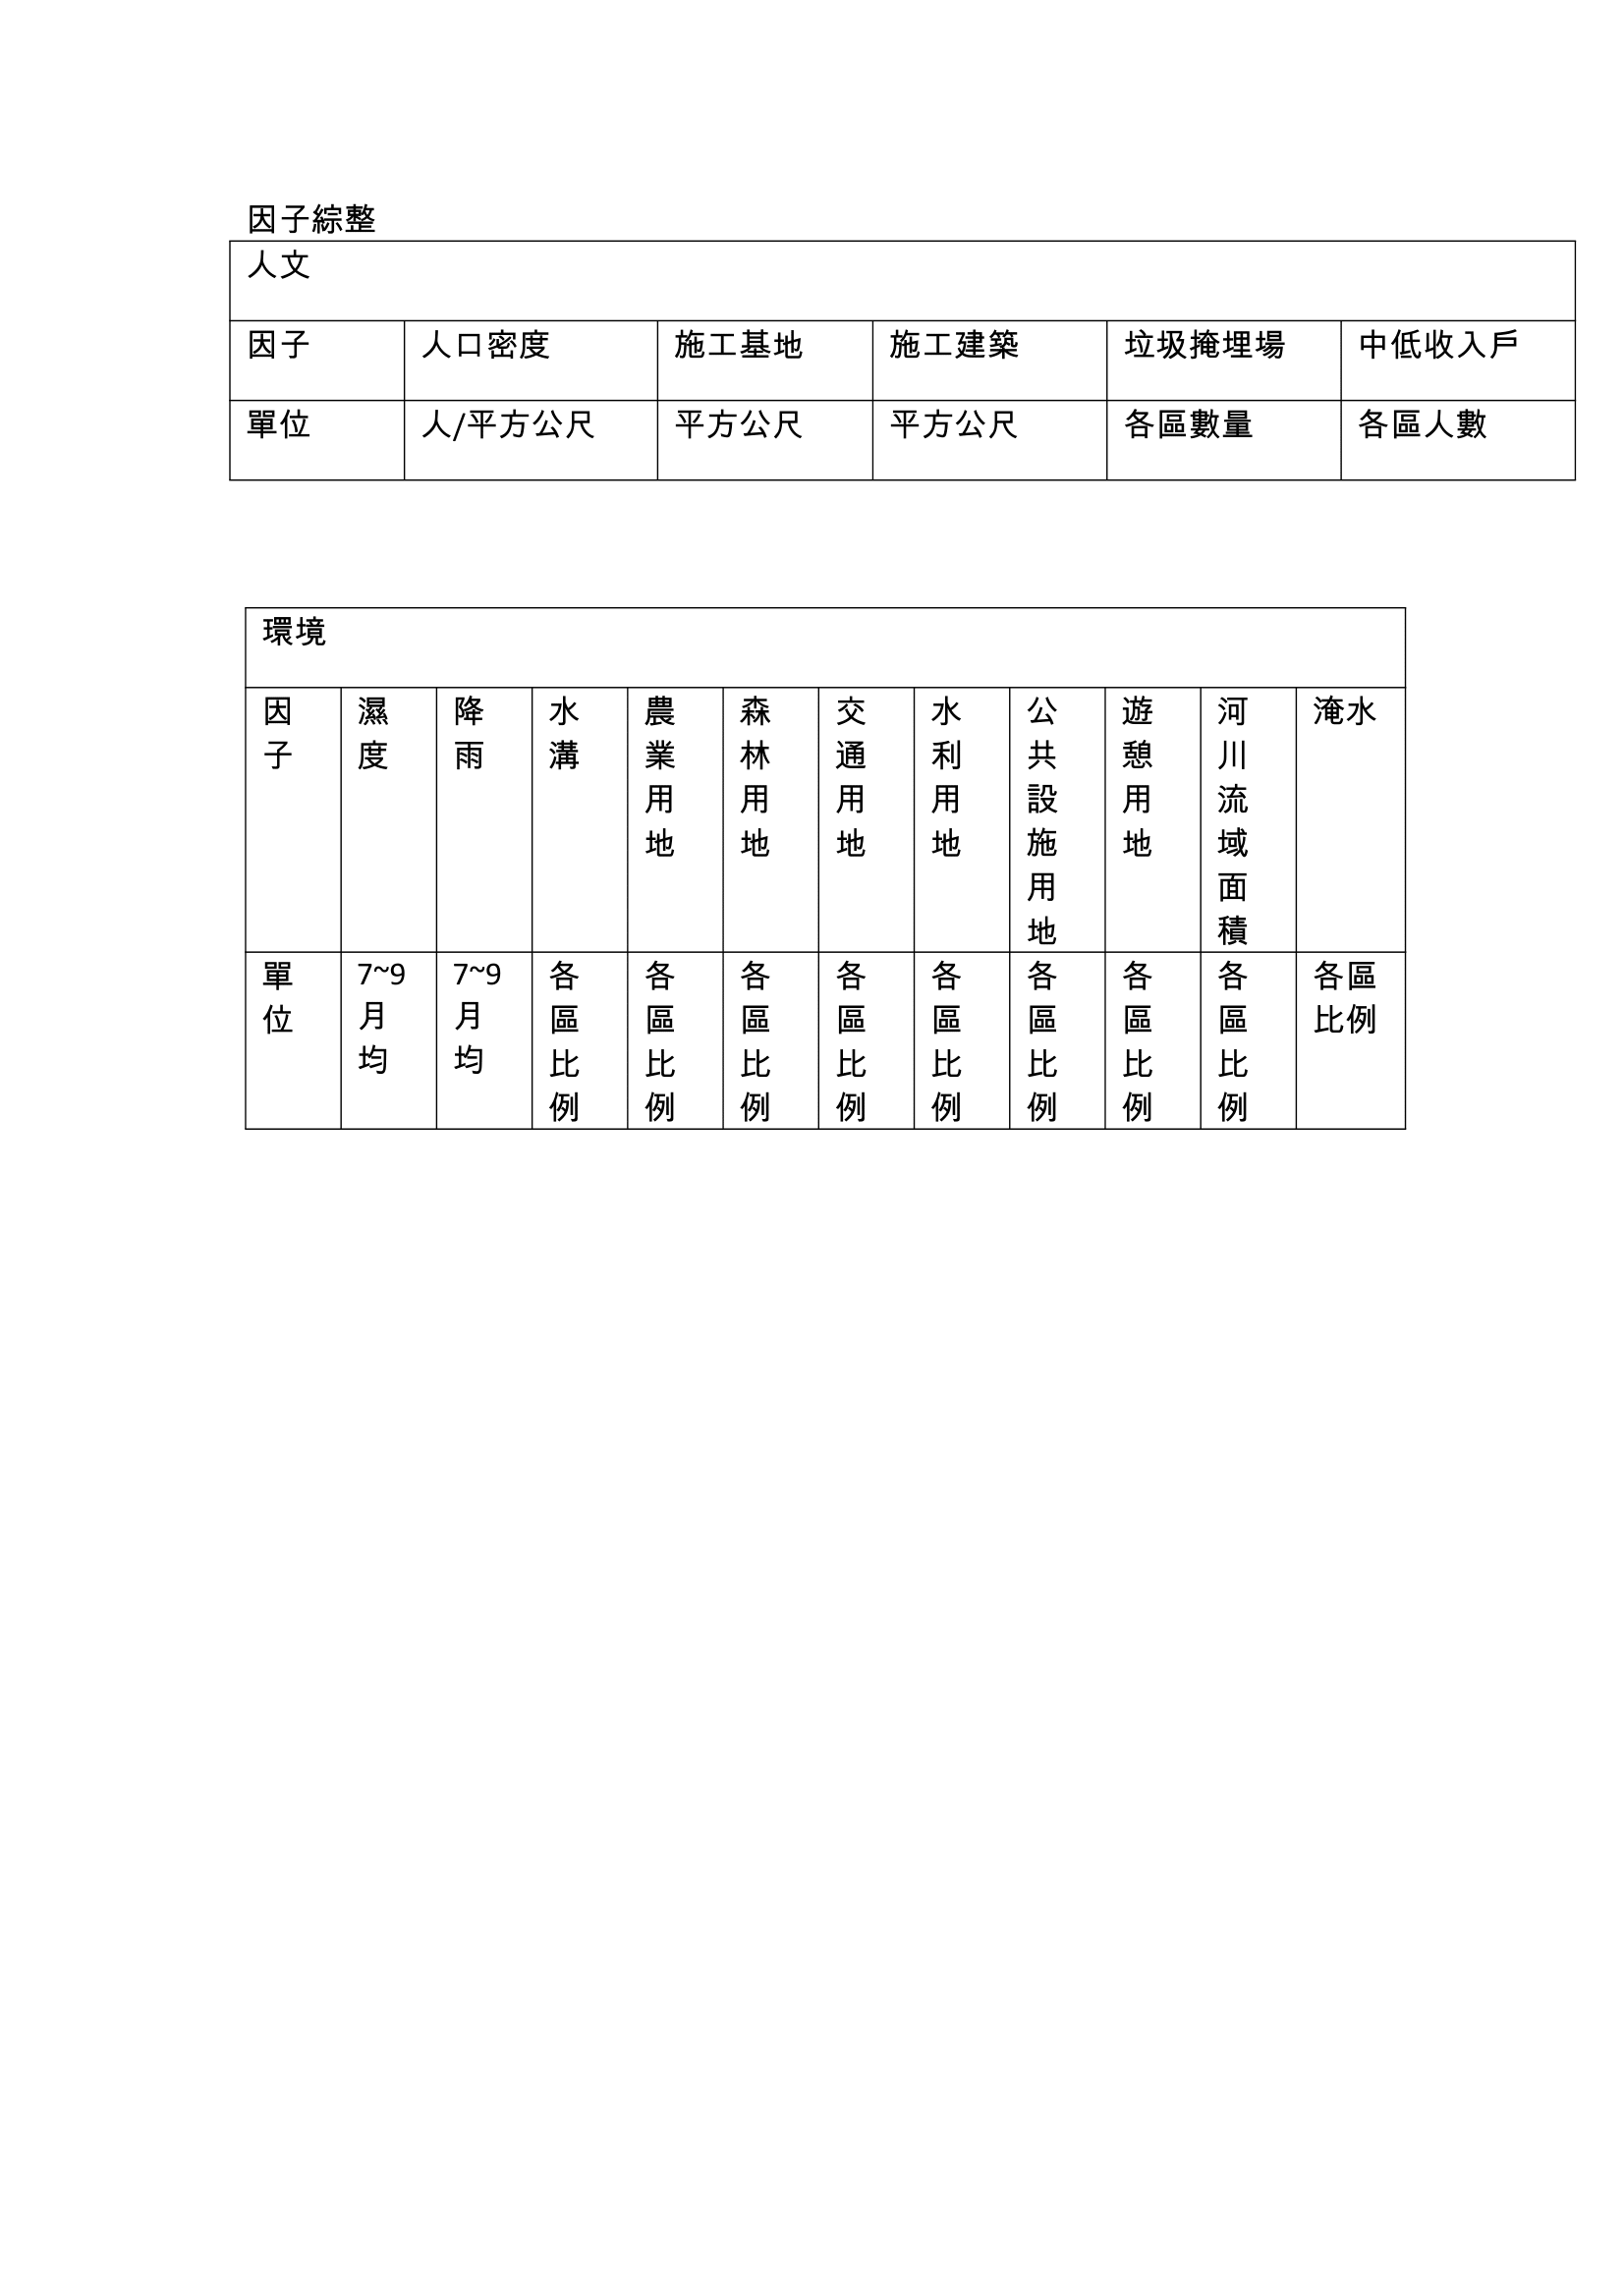 因子綜整
人文
因子 人口密度 施工基地 施工建築 垃圾掩埋場 中低收入戶
單位 人/平方公尺 平方公尺 平方公尺 各區數量 各區人數
環境
因子 濕度 降雨 水溝 農業用地 森林用地 交通用地 水利用地 公共設施用地 遊憩用地 河川流域面積 淹水
單位 7~9月均 7~9月均 各區比例 各區比例 各區比例 各區比例 各區比例 各區比例 各區比例 各區比例 各區比例